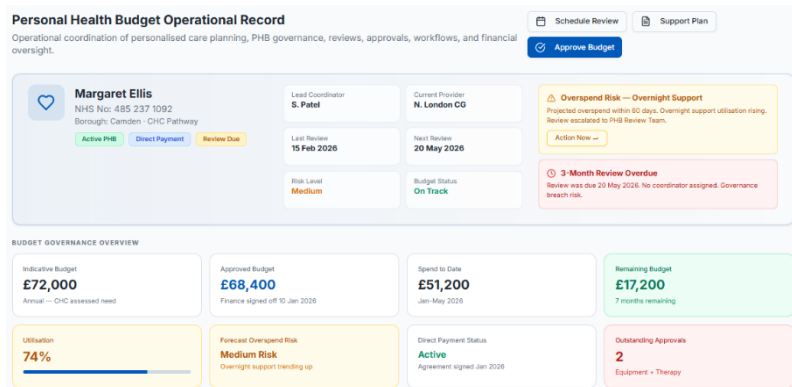 Personal Health Budget Operational Record
Operational coordination of personalised care planning, PHB governance, reviews, approvals, workflows, and financial
oversight.
Schedule Review
Support Plan
Approve Budget
Margaret Ellis
NHS No: 485 237 1092
Borough: Camden · CHC Pathway
Active PHB
Direct Payment
Review Due
Lead Coordinator
S. Patel
Current Provider
N. London CG
Last Review
15 Feb 2026
Next Review
20 May 2026
Risk Level
Medium
Budget Status
On Track
Overspend Risk — Overnight Support
Projected overspend within 60 days. Overnight support utilisation rising.
Review escalated to PHB Review Team.
Action Now →
3-Month Review Overdue
Review was due 20 May 2026. No coordinator assigned. Governance
breach risk.
BUDGET GOVERNANCE OVERVIEW
Indicative Budget
£72,000
Annual — CHC assessed need
Approved Budget
£68,400
Finance signed off 10 Jan 2026
Spend to Date
£51,200
Jan-May 2026
Remaining Budget
£17,200
7 months remaining
Utilisation
74%
Forecast Overspend Risk
Medium Risk
Overnight support trending up
Direct Payment Status
Active
Agreement signed Jan 2026
Outstanding Approvals
2
Equipment + Therapy